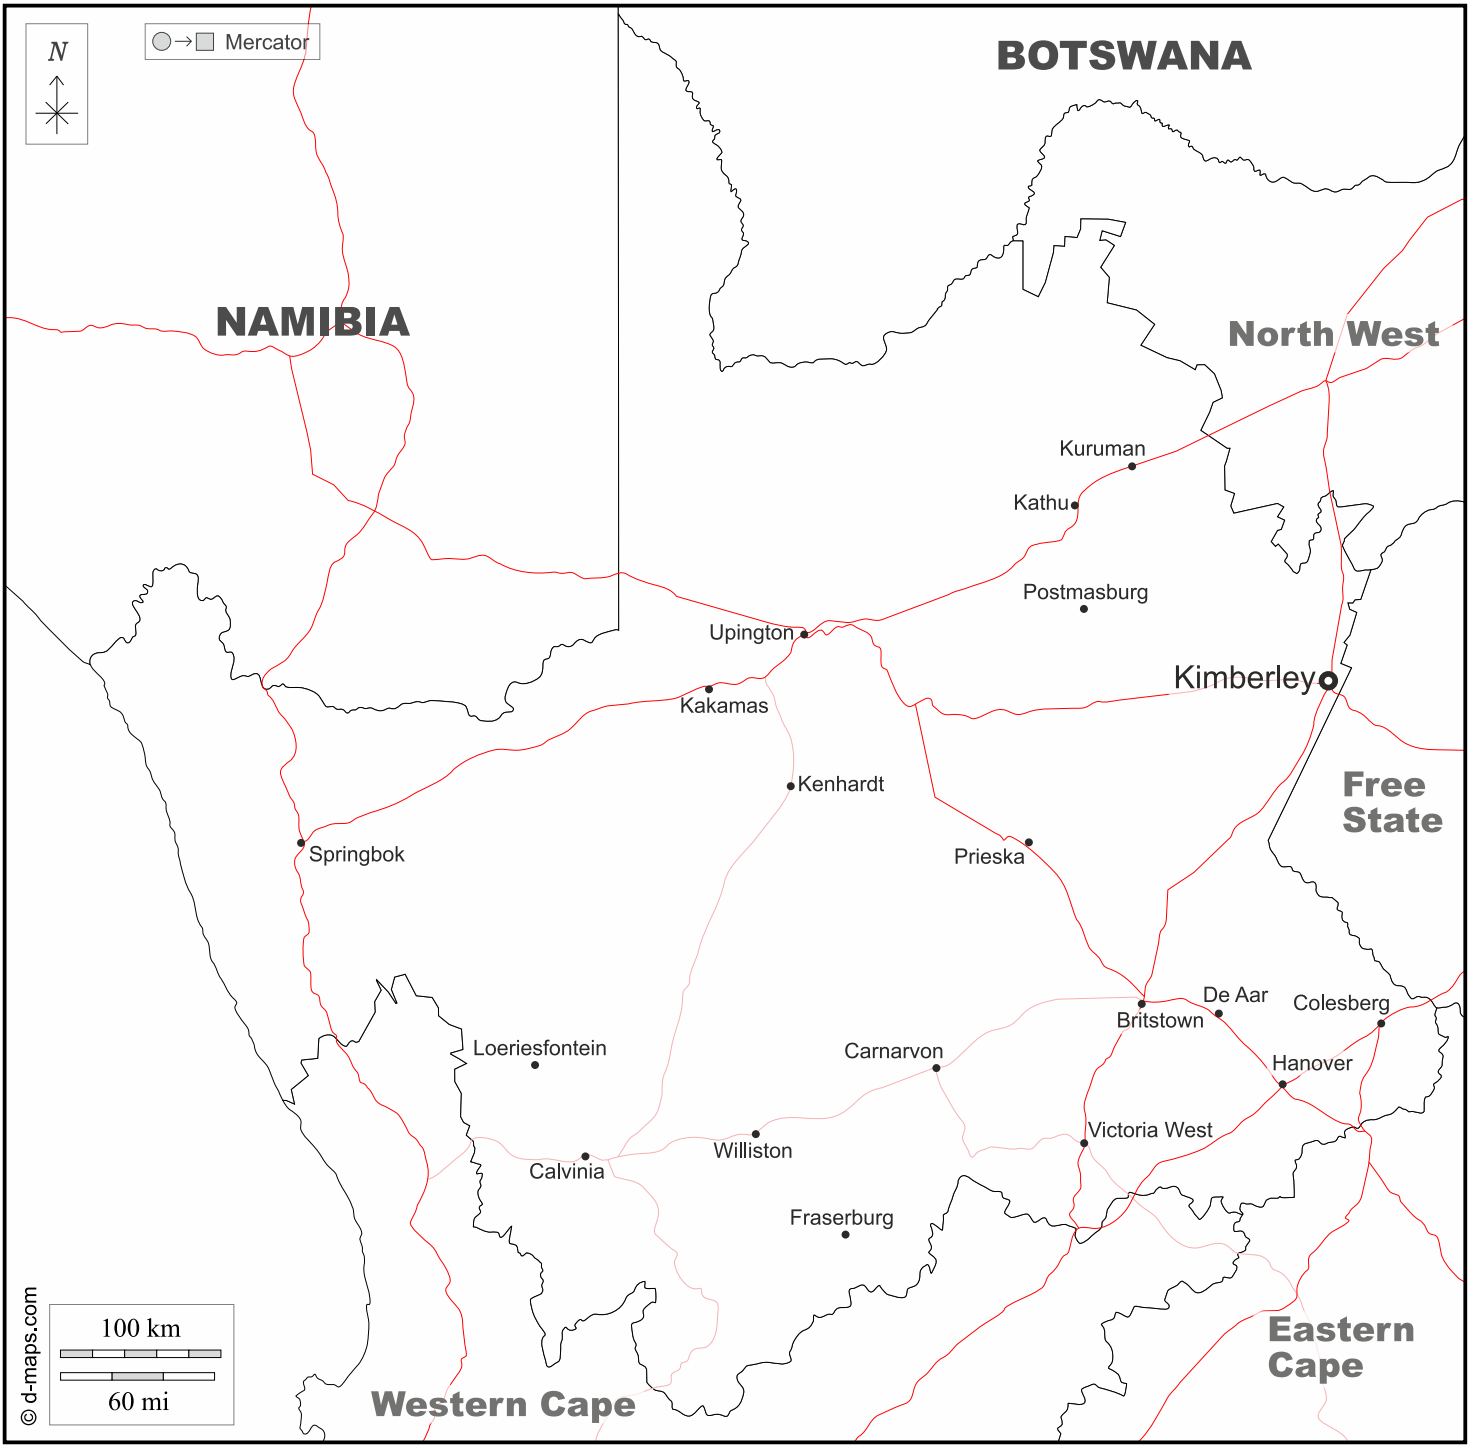 N
Mercator
BOTSWANA
NAMIBIA
North West
Kuruman
Kathu
Postmasburg
Upington
Kimberley
Kakamas
Kenhardt
Free
State
Springbok
Prieska
De Aar
Colesberg
Britstown
Loeriesfontein
Carnarvon
Hanover
Victoria West
Williston
Calvinia
Fraserburg
Eastern
Cape
Western Cape
100 km
60 mi
© d-maps.com